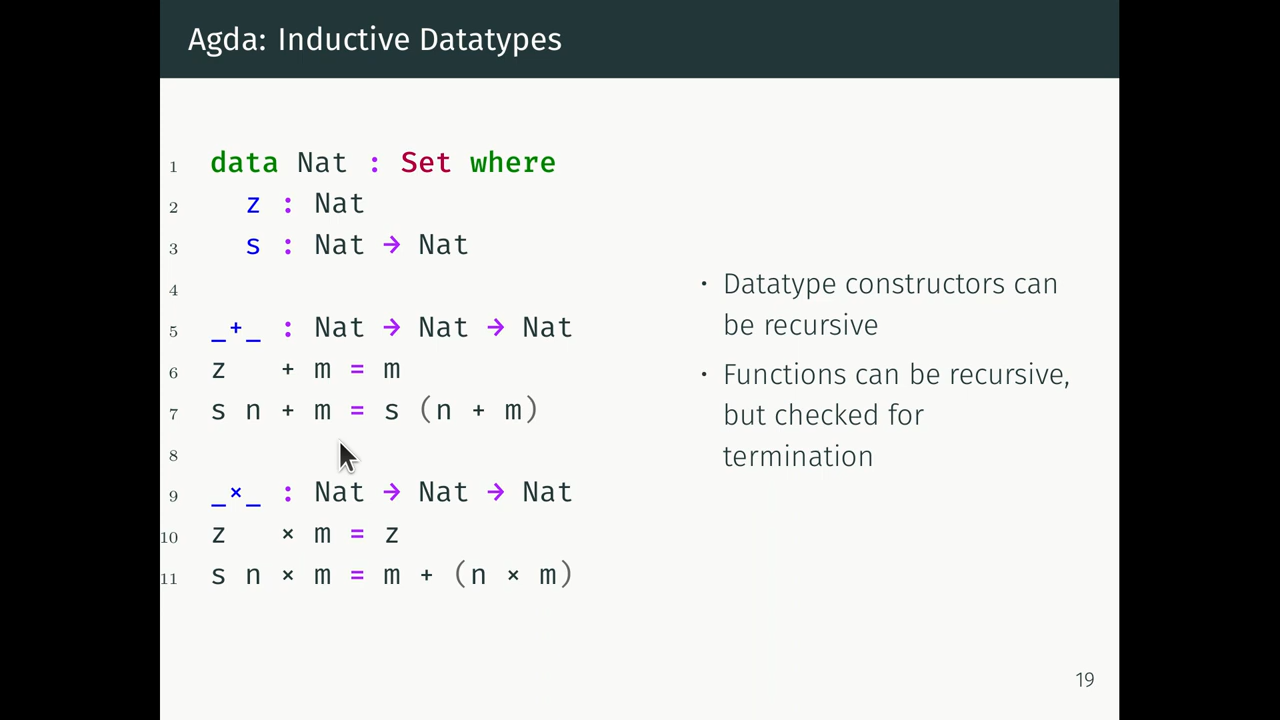 Agda: Inductive Datatypes
1 data Nat : Set where
2   z : Nat
3   s : Nat → Nat
4
5 _+_ : Nat → Nat → Nat
6 z   + m = m
7 s n + m = s (n + m)
8
9 _×_ : Nat → Nat → Nat
10 z   × m = z
11 s n × m = m + (n × m)
• Datatype constructors can
be recursive
• Functions can be recursive,
but checked for
termination
19